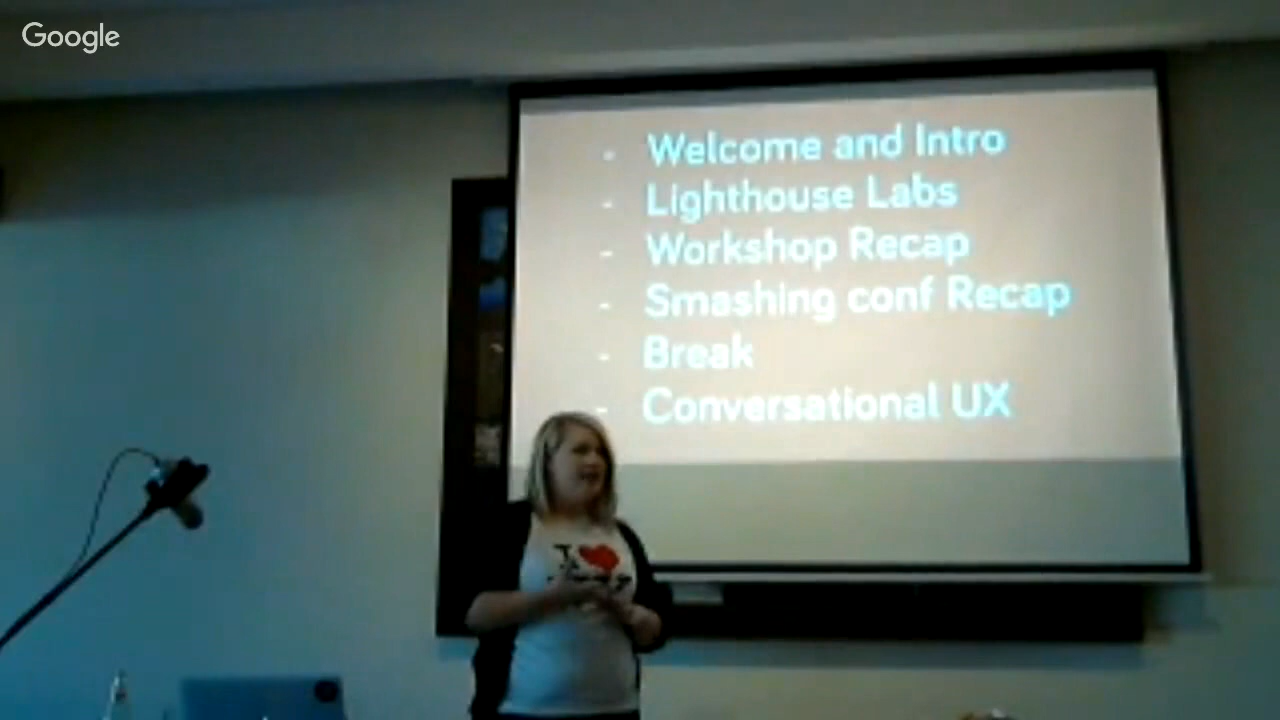 Google
- Welcome and Intro
- Lighthouse Labs
- Workshop Recap
- Smashing conf Recap
- Break
- Conversational UX
I